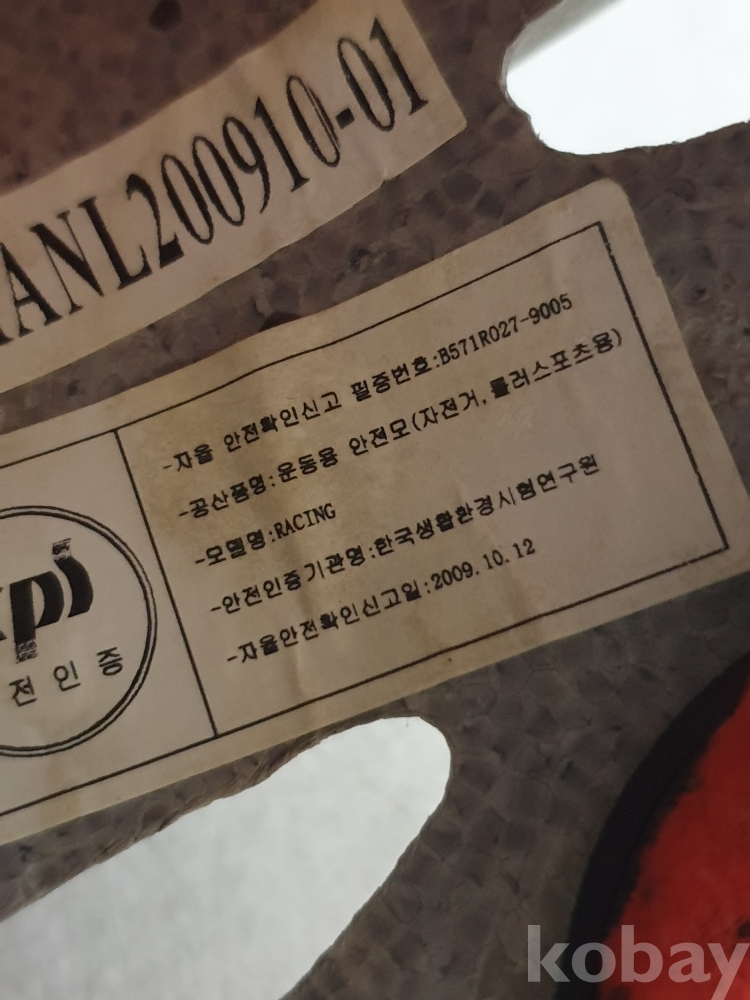 ANL200910-01
-자율 안전확인신고 필증번호:B571R027-9005
-공산품명:운동용 안전모(자전거,롤러스포츠용)
-모델명:RACING
-안전인증기관명:한국생활환경시험연구원
-자율안전확인신고일:2009.10.12
kps
전인증
kobay